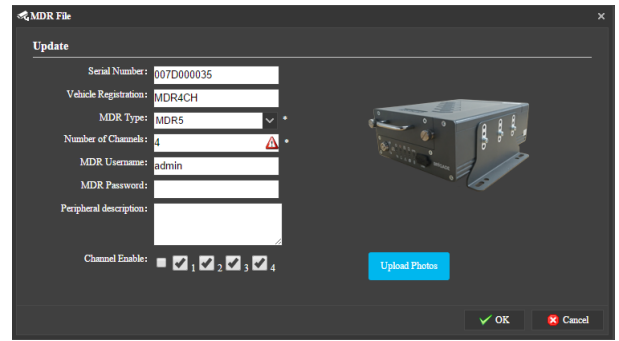 MDR File
Update
Serial Number: 007D000035
Vehicle Registration: MDR4CH
MDR Type: MDR5 *
Number of Channels: 4 *
MDR Username: admin
MDR Password:
Peripheral description:
Channel Enable: 1 2 3 4
Upload Photos
OK Cancel